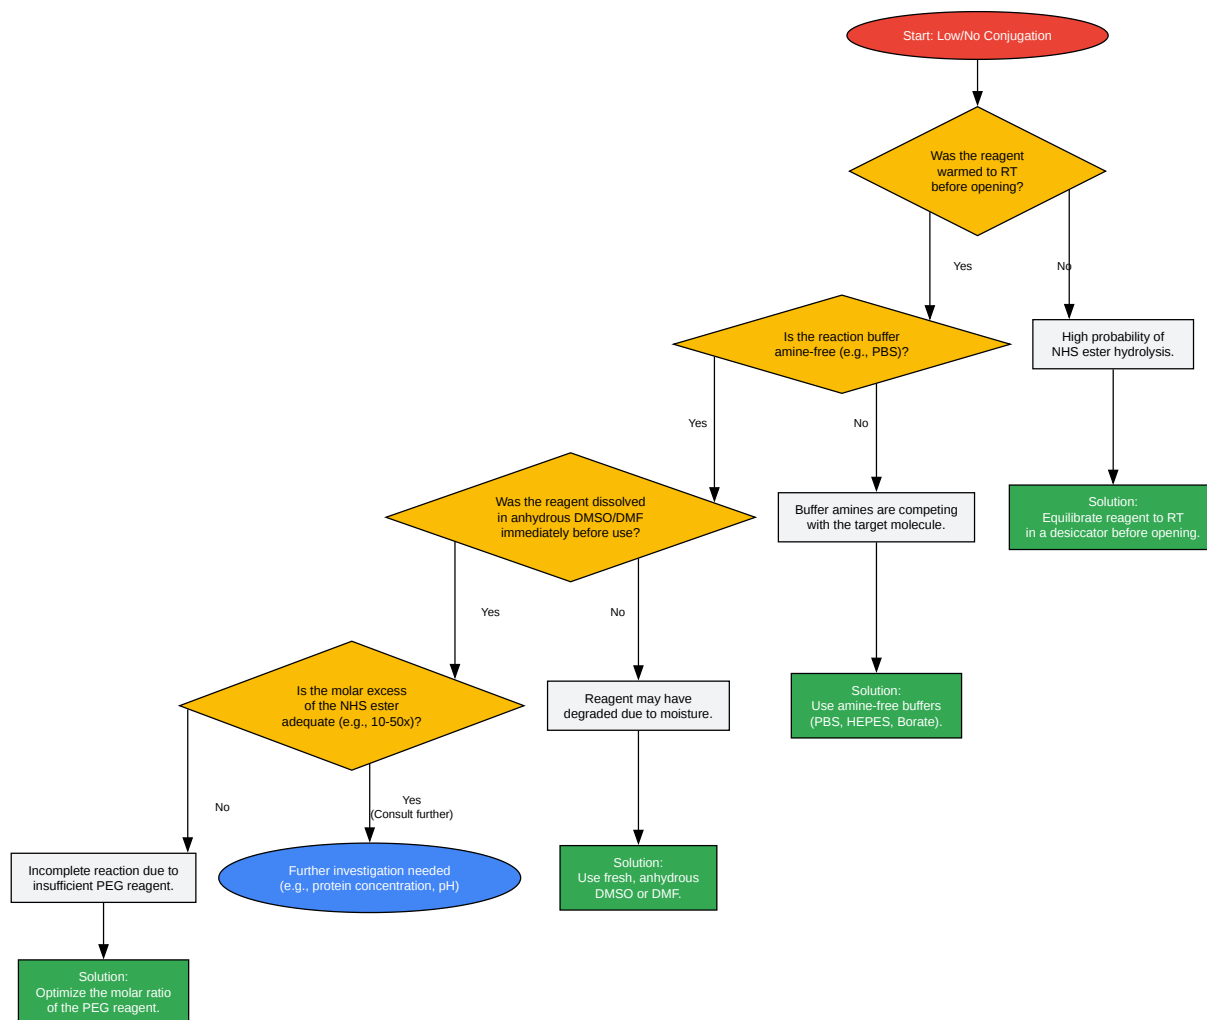 Start: Low/No Conjugation
Was the reagent
warmed to RT
before opening?
Yes
No
Is the reaction buffer
amine-free (e.g., PBS)?
High probability of
NHS ester hydrolysis.
Yes
No
Solution:
Equilibrate reagent to RT
in a desiccator before opening.
Was the reagent dissolved
in anhydrous DMSO/DMF
immediately before use?
Buffer amines are competing
with the target molecule.
Yes
No
Is the molar excess
of the NHS ester
adequate (e.g., 10-50x)?
Reagent may have
degraded due to moisture.
Solution:
Use amine-free buffers
(PBS, HEPES, Borate).
No
Yes
(Consult further)
Incomplete reaction due to
insufficient PEG reagent.
Further investigation needed
(e.g., protein concentration, pH)
Solution:
Use fresh, anhydrous
DMSO or DMF.
Solution:
Optimize the molar ratio
of the PEG reagent.